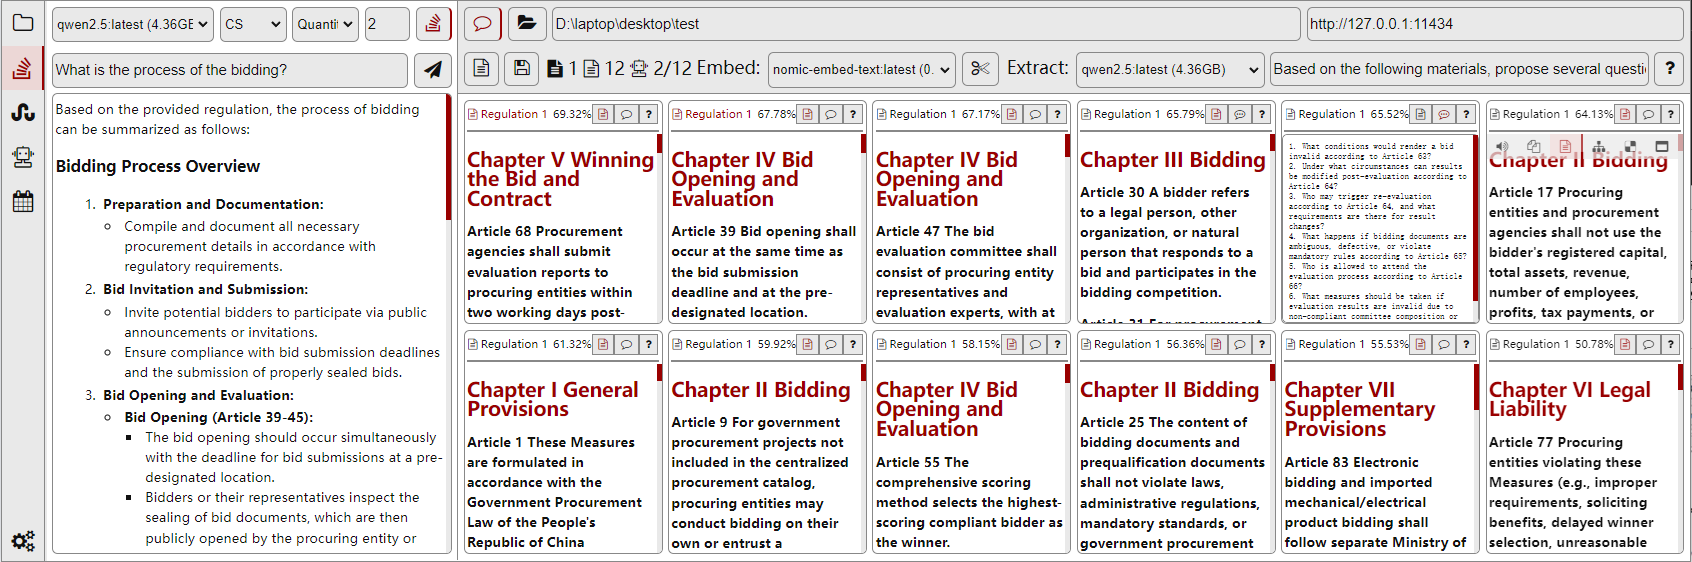 qwen2.5:latest (4.36GE
CS
Quanti
2
D:\laptop\desktop\test
http://127.0.0.1:11434
What is the process of the bidding?
1 12 2/12 Embed: nomic-embed-text:latest (0. Extract: qwen2.5:latest (4.36GB) Based on the following materials, propose several questi ?
Based on the provided regulation, the process of bidding
can be summarized as follows:
Bidding Process Overview
1. Preparation and Documentation:
Compile and document all necessary
procurement details in accordance with
regulatory requirements.
2. Bid Invitation and Submission:
Invite potential bidders to participate via public
announcements or invitations.
Ensure compliance with bid submission deadlines
and the submission of properly sealed bids.
3. Bid Opening and Evaluation:
Bid Opening (Article 39-45):
The bid opening should occur simultaneously
with the deadline for bid submissions at a pre-
designated location.
Bidders or their representatives inspect the
sealing of bid documents, which are then
publicly opened by the procuring entity or
Regulation 1 69.32% ?
Chapter V Winning
the Bid and
Contract
Article 68 Procurement
agencies shall submit
evaluation reports to
procuring entities within
two working days post-
Regulation 1 67.78% ?
Chapter IV Bid
Opening and
Evaluation
Article 39 Bid opening shall
occur at the same time as
the bid submission
deadline and at the pre-
designated location.
Regulation 1 67.17% ?
Chapter IV Bid
Opening and
Evaluation
Article 47 The bid
evaluation committee shall
consist of procuring entity
representatives and
evaluation experts, with at
Regulation 1 65.79% ?
Chapter III Bidding
Article 30 A bidder refers
to a legal person, other
organization, or natural
person that responds to a
bid and participates in the
bidding competition.
Article 31 For procurement
Regulation 1 65.52% ?
1. What conditions would render a bid
invalid according to Article 63?
2. Under what circumstances can results
be modified post-evaluation according to
Article 64?
3. Who may trigger re-evaluation
according to Article 64, and what
requirements are there for result
changes?
4. What happens if bidding documents are
ambiguous, defective, or violate
mandatory rules according to Article 65?
5. Who is allowed to attend the
evaluation process according to Article
66?
6. What measures should be taken if
evaluation results are invalid due to
non-compliant committee composition or
Regulation 1 64.13% ?
Chapter II Bidding
Article 17 Procuring
entities and procurement
agencies shall not use the
bidder's registered capital,
total assets, revenue,
number of employees,
profits, tax payments, or
Regulation 1 61.32% ?
Chapter I General
Provisions
Article 1 These Measures
are formulated in
accordance with the
Government Procurement
Law of the People's
Republic of China
Regulation 1 59.92% ?
Chapter II Bidding
Article 9 For government
procurement projects not
included in the centralized
procurement catalog,
procuring entities may
conduct bidding on their
own or entrust a
Regulation 1 58.15% ?
Chapter IV Bid
Opening and
Evaluation
Article 55 The
comprehensive scoring
method selects the highest-
scoring compliant bidder as
the winner.
Regulation 1 56.36% ?
Chapter II Bidding
Article 25 The content of
bidding documents and
prequalification documents
shall not violate laws,
administrative regulations,
mandatory standards, or
government procurement
Regulation 1 55.53% ?
Chapter VII
Supplementary
Provisions
Article 83 Electronic
bidding and imported
mechanical/electrical
product bidding shall
follow separate Ministry of
Regulation 1 50.78% ?
Chapter VI Legal
Liability
Article 77 Procuring
entities violating these
Measures (e.g., improper
requirements, soliciting
benefits, delayed winner
selection, unreasonable